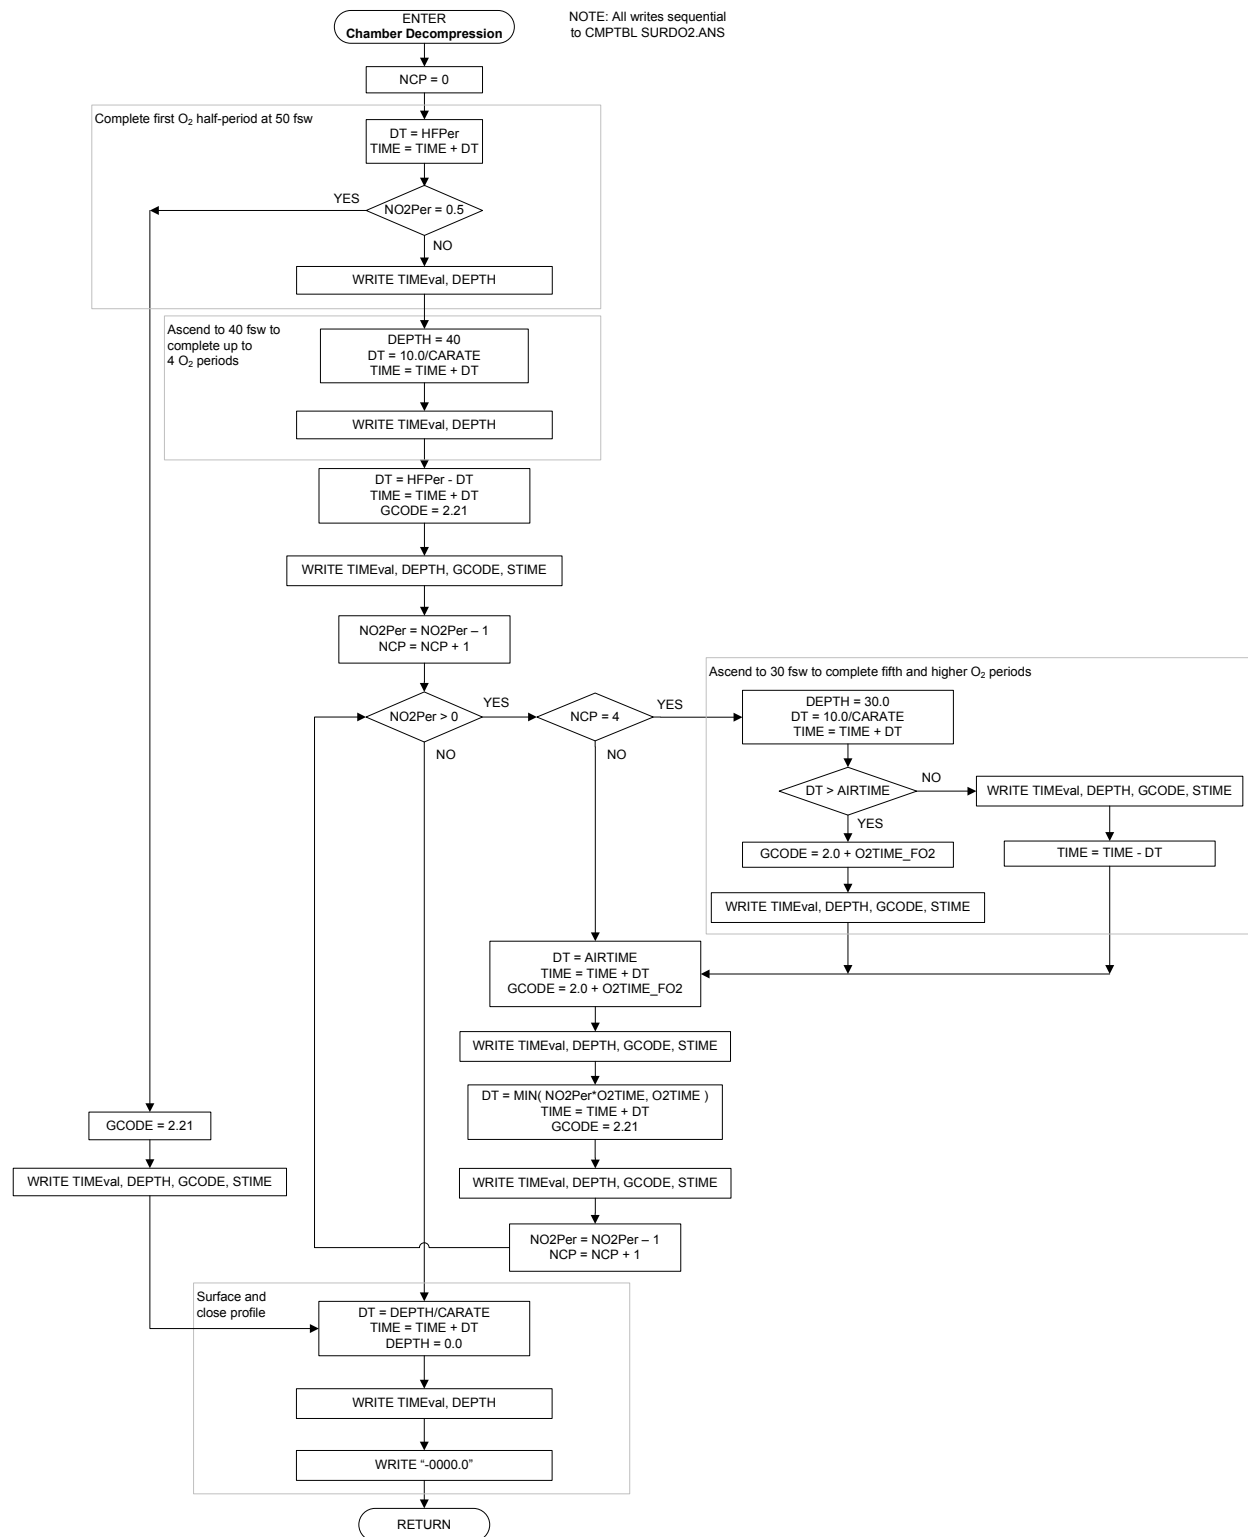 ENTER
Chamber Decompression
NOTE: All writes sequential
to CMPTBL SURDO2.ANS
NCP = 0
Complete first O₂ half-period at 50 fsw
DT = HFPer
TIME = TIME + DT
YES
NO2Per = 0.5
NO
WRITE TIMEval, DEPTH
Ascend to 40 fsw to
complete up to
4 O₂ periods
DEPTH = 40
DT = 10.0/CARATE
TIME = TIME + DT
WRITE TIMEval, DEPTH
DT = HFPer - DT
TIME = TIME + DT
GCODE = 2.21
WRITE TIMEval, DEPTH, GCODE, STIME
NO2Per = NO2Per – 1
NCP = NCP + 1
Ascend to 30 fsw to complete fifth and higher O₂ periods
NO2Per > 0
YES
NO
NCP = 4
YES
NO
DEPTH = 30.0
DT = 10.0/CARATE
TIME = TIME + DT
DT > AIRTIME
NO
YES
WRITE TIMEval, DEPTH, GCODE, STIME
GCODE = 2.0 + O2TIME_FO2
TIME = TIME - DT
WRITE TIMEval, DEPTH, GCODE, STIME
DT = AIRTIME
TIME = TIME + DT
GCODE = 2.0 + O2TIME_FO2
WRITE TIMEval, DEPTH, GCODE, STIME
DT = MIN( NO2Per*O2TIME, O2TIME )
TIME = TIME + DT
GCODE = 2.21
GCODE = 2.21
WRITE TIMEval, DEPTH, GCODE, STIME
WRITE TIMEval, DEPTH, GCODE, STIME
NO2Per = NO2Per – 1
NCP = NCP + 1
Surface and
close profile
DT = DEPTH/CARATE
TIME = TIME + DT
DEPTH = 0.0
WRITE TIMEval, DEPTH
WRITE “-0000.0”
RETURN